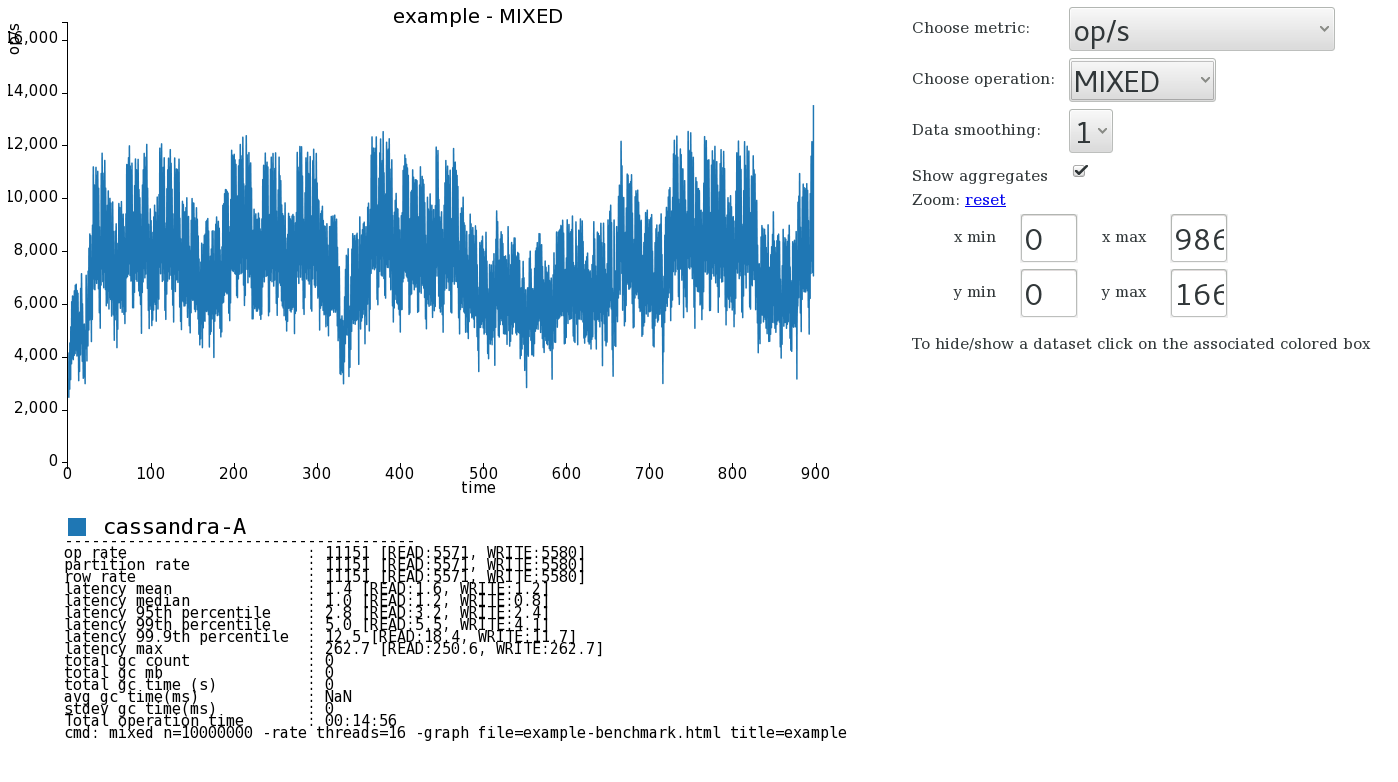 example - MIXED
op/s
16,000
14,000
12,000
10,000
8,000
6,000
4,000
2,000
0
0 100 200 300 400 500 600 700 800 900
time
cassandra-A
---------------------------------------
op rate : 11151 [READ:5571, WRITE:5580]
partition rate : 11151 [READ:5571, WRITE:5580]
row rate : 11151 [READ:5571, WRITE:5580]
latency mean : 1.4 [READ:1.6, WRITE:1.2]
latency median : 1.0 [READ:1.2, WRITE:0.8]
latency 95th percentile : 2.8 [READ:3.2, WRITE:2.4]
latency 99th percentile : 5.0 [READ:5.5, WRITE:4.1]
latency 99.9th percentile : 12.5 [READ:18.4, WRITE:11.7]
latency max : 262.7 [READ:250.6, WRITE:262.7]
total gc count : 0
total gc mb : 0
total gc time (s) : 0
avg gc time(ms) : NaN
stdev gc time(ms) : 0
Total operation time : 00:14:56
cmd: mixed n=10000000 -rate threads=16 -graph file=example-benchmark.html title=example
Choose metric: op/s
Choose operation: MIXED
Data smoothing: 1
Show aggregates
Zoom: reset
x min 0 x max 986
y min 0 y max 166
To hide/show a dataset click on the associated colored box